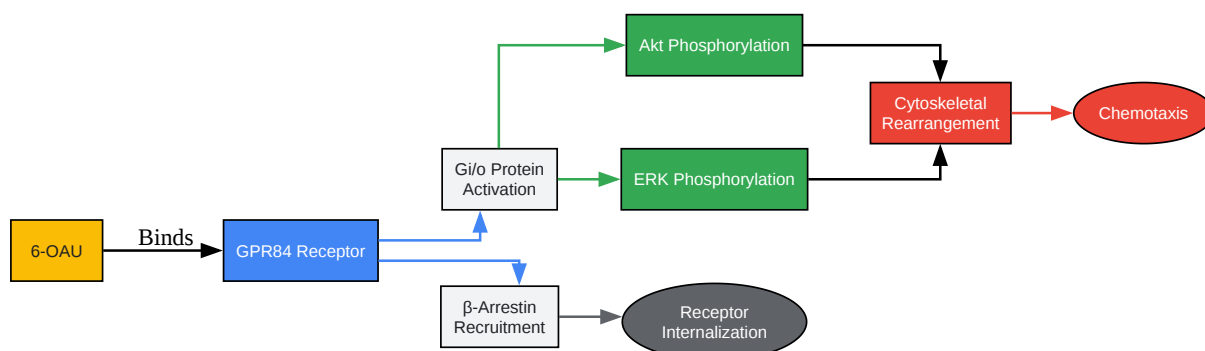 Akt Phosphorylation
Cytoskeletal
Rearrangement
Chemotaxis
Gi/o Protein
Activation
ERK Phosphorylation
6-OAU
Binds
GPR84 Receptor
β-Arrestin
Recruitment
Receptor
Internalization